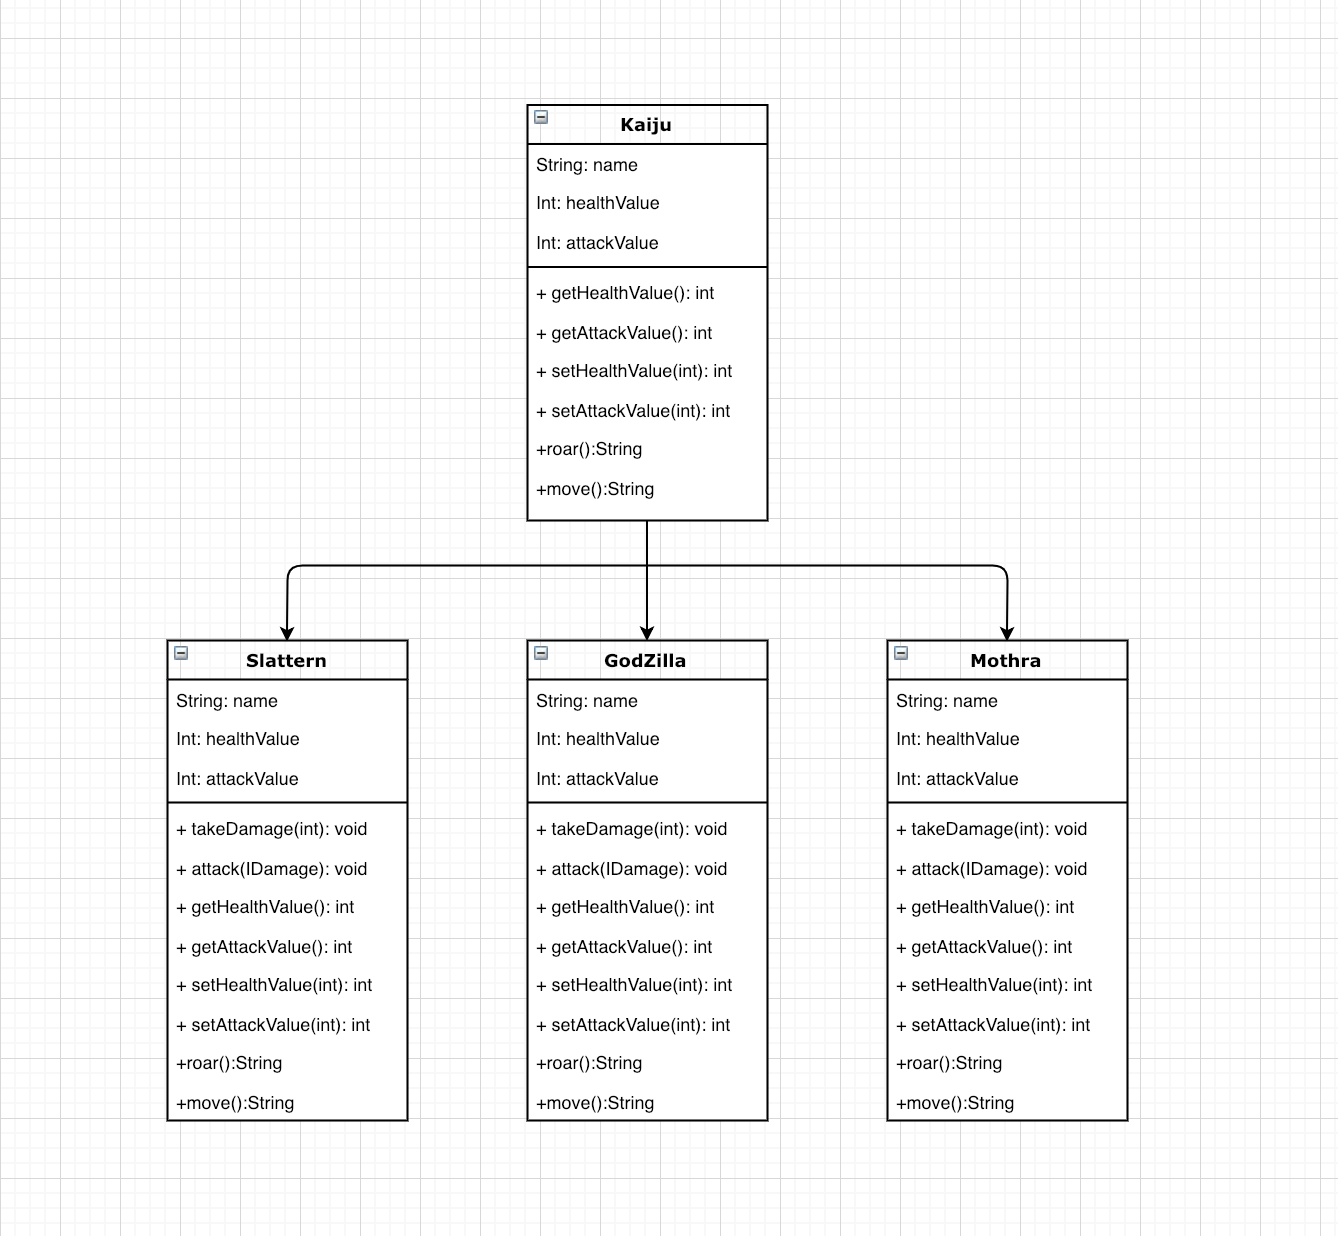 Kaiju
String: name
Int: healthValue
Int: attackValue
+ getHealthValue(): int
+ getAttackValue(): int
+ setHealthValue(int): int
+ setAttackValue(int): int
+roar():String
+move():String
Slattern
String: name
Int: healthValue
Int: attackValue
+ takeDamage(int): void
+ attack(IDamage): void
+ getHealthValue(): int
+ getAttackValue(): int
+ setHealthValue(int): int
+ setAttackValue(int): int
+roar():String
+move():String
GodZilla
String: name
Int: healthValue
Int: attackValue
+ takeDamage(int): void
+ attack(IDamage): void
+ getHealthValue(): int
+ getAttackValue(): int
+ setHealthValue(int): int
+ setAttackValue(int): int
+roar():String
+move():String
Mothra
String: name
Int: healthValue
Int: attackValue
+ takeDamage(int): void
+ attack(IDamage): void
+ getHealthValue(): int
+ getAttackValue(): int
+ setHealthValue(int): int
+ setAttackValue(int): int
+roar():String
+move():String